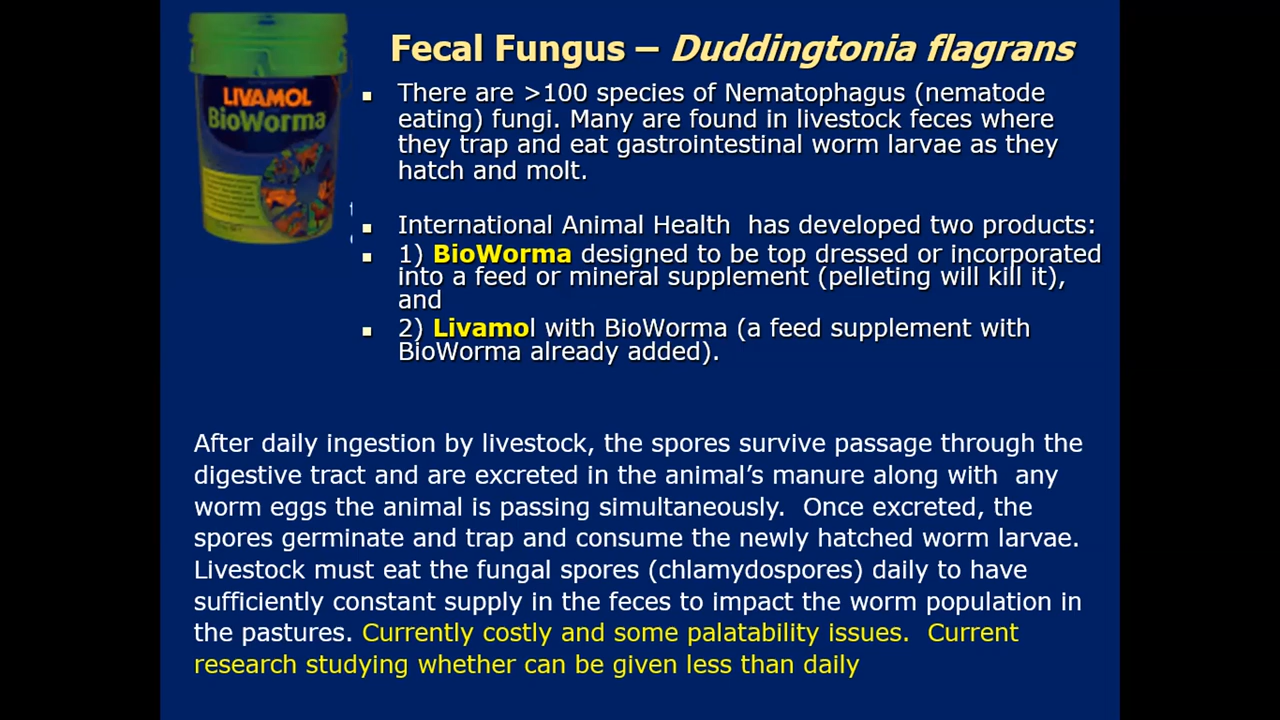 Fecal Fungus – Duddingtonia flagrans
LIVAMOL
BioWorma
▪ There are >100 species of Nematophagus (nematode
eating) fungi. Many are found in livestock feces where
they trap and eat gastrointestinal worm larvae as they
hatch and molt.
▪ International Animal Health  has developed two products:
▪ 1) BioWorma designed to be top dressed or incorporated
into a feed or mineral supplement (pelleting will kill it),
and
▪ 2) Livamol with BioWorma (a feed supplement with
BioWorma already added).
After daily ingestion by livestock, the spores survive passage through the
digestive tract and are excreted in the animal’s manure along with  any
worm eggs the animal is passing simultaneously.  Once excreted, the
spores germinate and trap and consume the newly hatched worm larvae.
Livestock must eat the fungal spores (chlamydospores) daily to have
sufficiently constant supply in the feces to impact the worm population in
the pastures. Currently costly and some palatability issues.  Current
research studying whether can be given less than daily